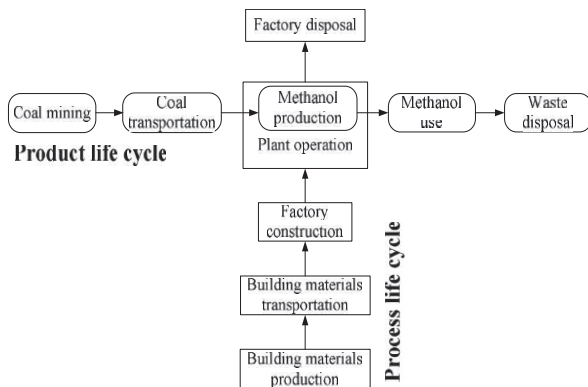 Factory disposal
Coal mining
Coal
transportation
Methanol
production
Plant operation
Methanol
use
Waste
disposal
Product life cycle
Factory
construction
Building materials
transportation
Building materials
production
Process life cycle